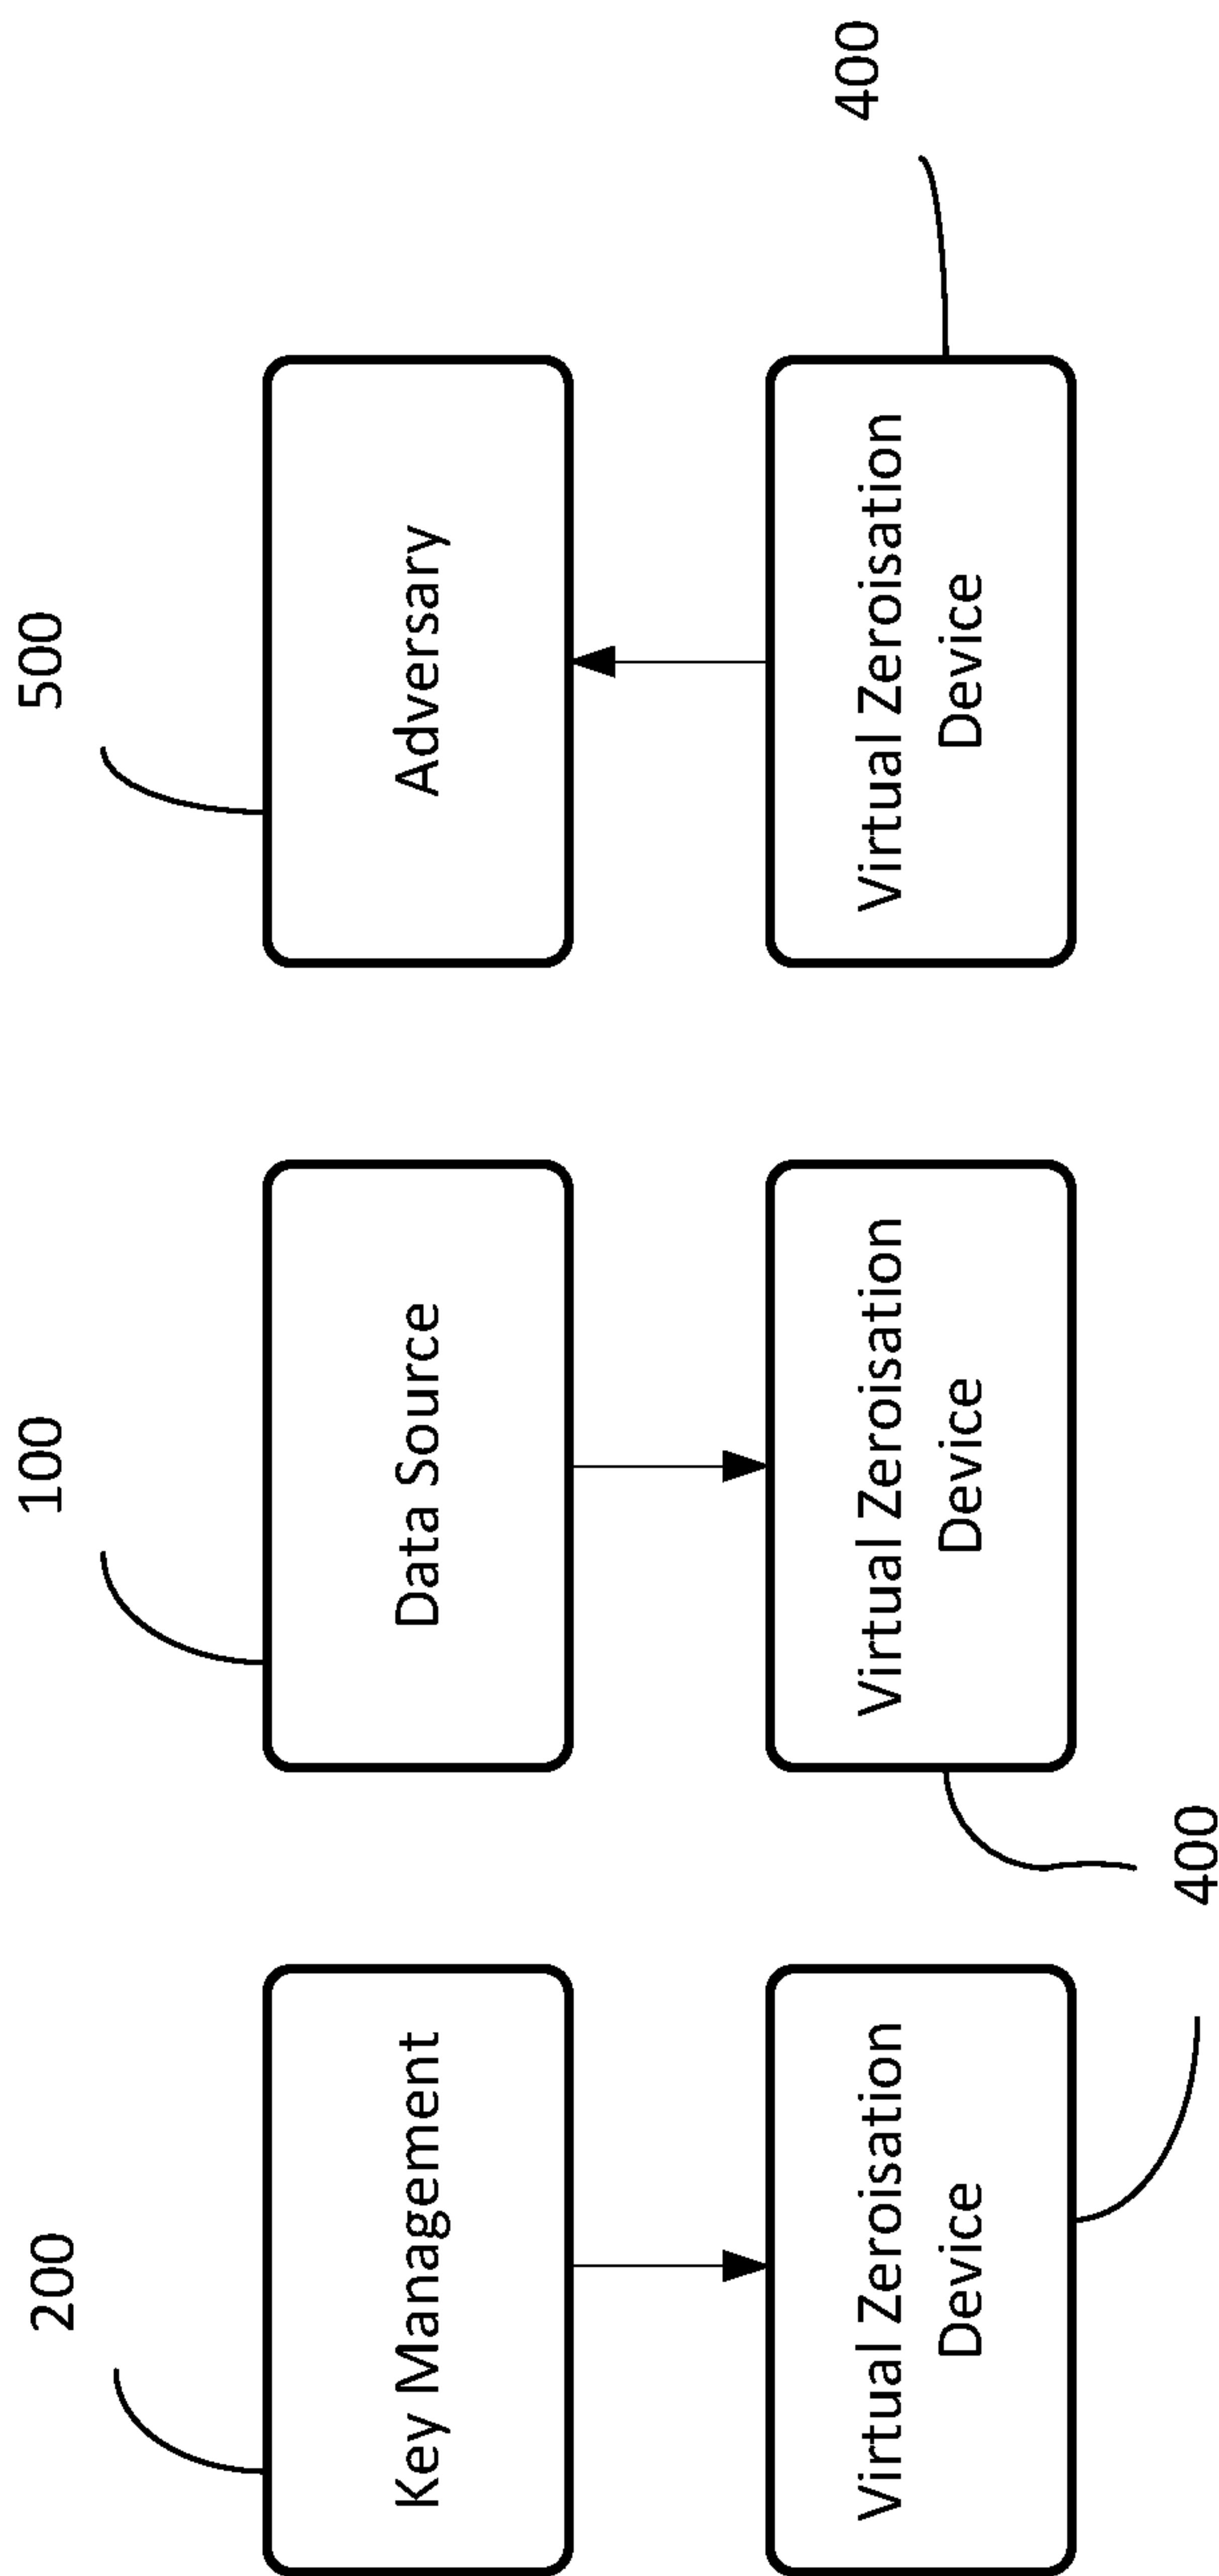 200
100
500
Key Management
Data Source
Adversary
Virtual Zeroisation
Device
Virtual Zeroisation
Device
Virtual Zeroisation
Device
400
400